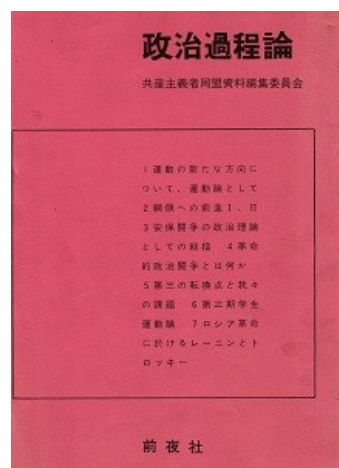 政治過程論
共産主義者同盟資料編集委員会
1運動の新たな方向に
ついて、運動論として
2綱領への前進Ⅰ、Ⅱ
3安保闘争の政治理論
としての総括 4革命
的政治闘争とは何か
5第三の転換点と我々
の課題 6第三期学生
運動論 7ロシア革命
に於けるレーニンとト
ロツキー
前夜社